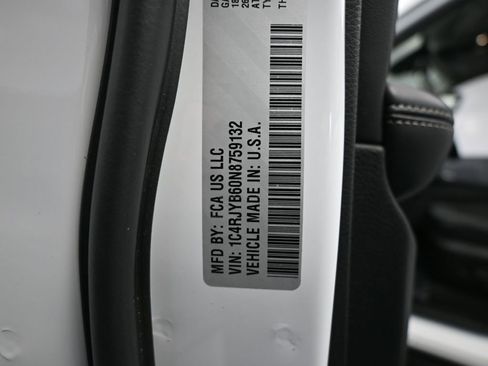 MFD BY: FCA US LLC
VIN: 1C4RJYB60N8759132
VEHICLE MADE IN: U.S.A.